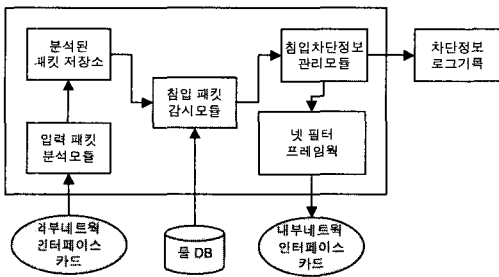 분석된
패킷 저장소
침입차단정보
관리모듈
차단정보
로그기록
침입 패킷
감시모듈
입력 패킷
분석모듈
넷 필터
프레임웍
외부네트웍
인터페이스
카드
룰 DB
내부네트웍
인터페이스
카드